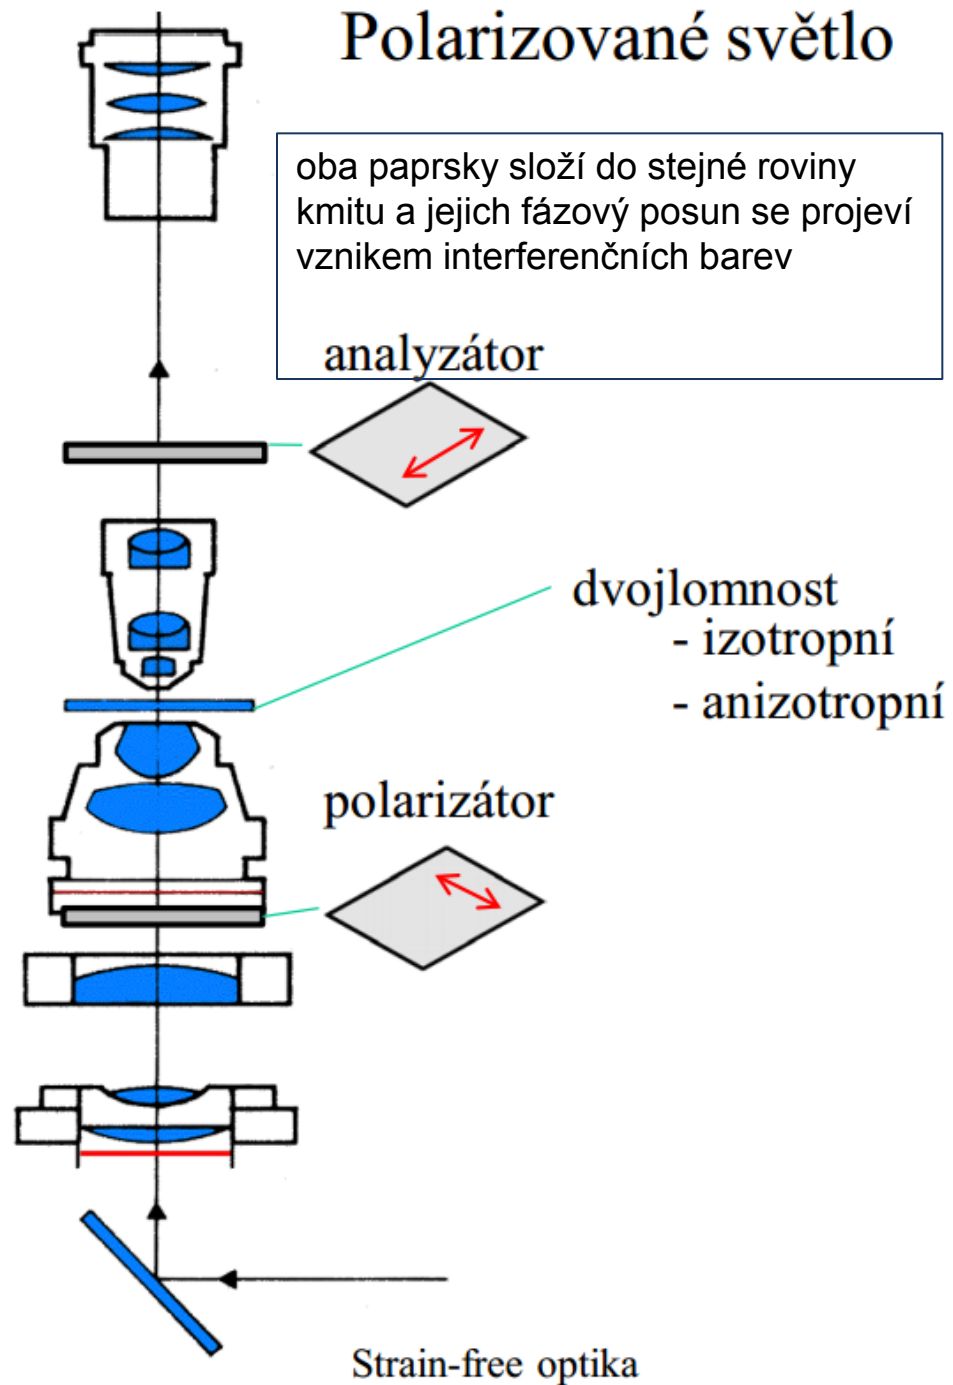 Polarizované světlo
oba paprsky složí do stejné roviny
kmitu a jejich fázový posun se projeví
vznikem interferenčních barev
analyzátor
dvojlomnost
- izotropní
- anizotropní
polarizátor
Strain-free optika